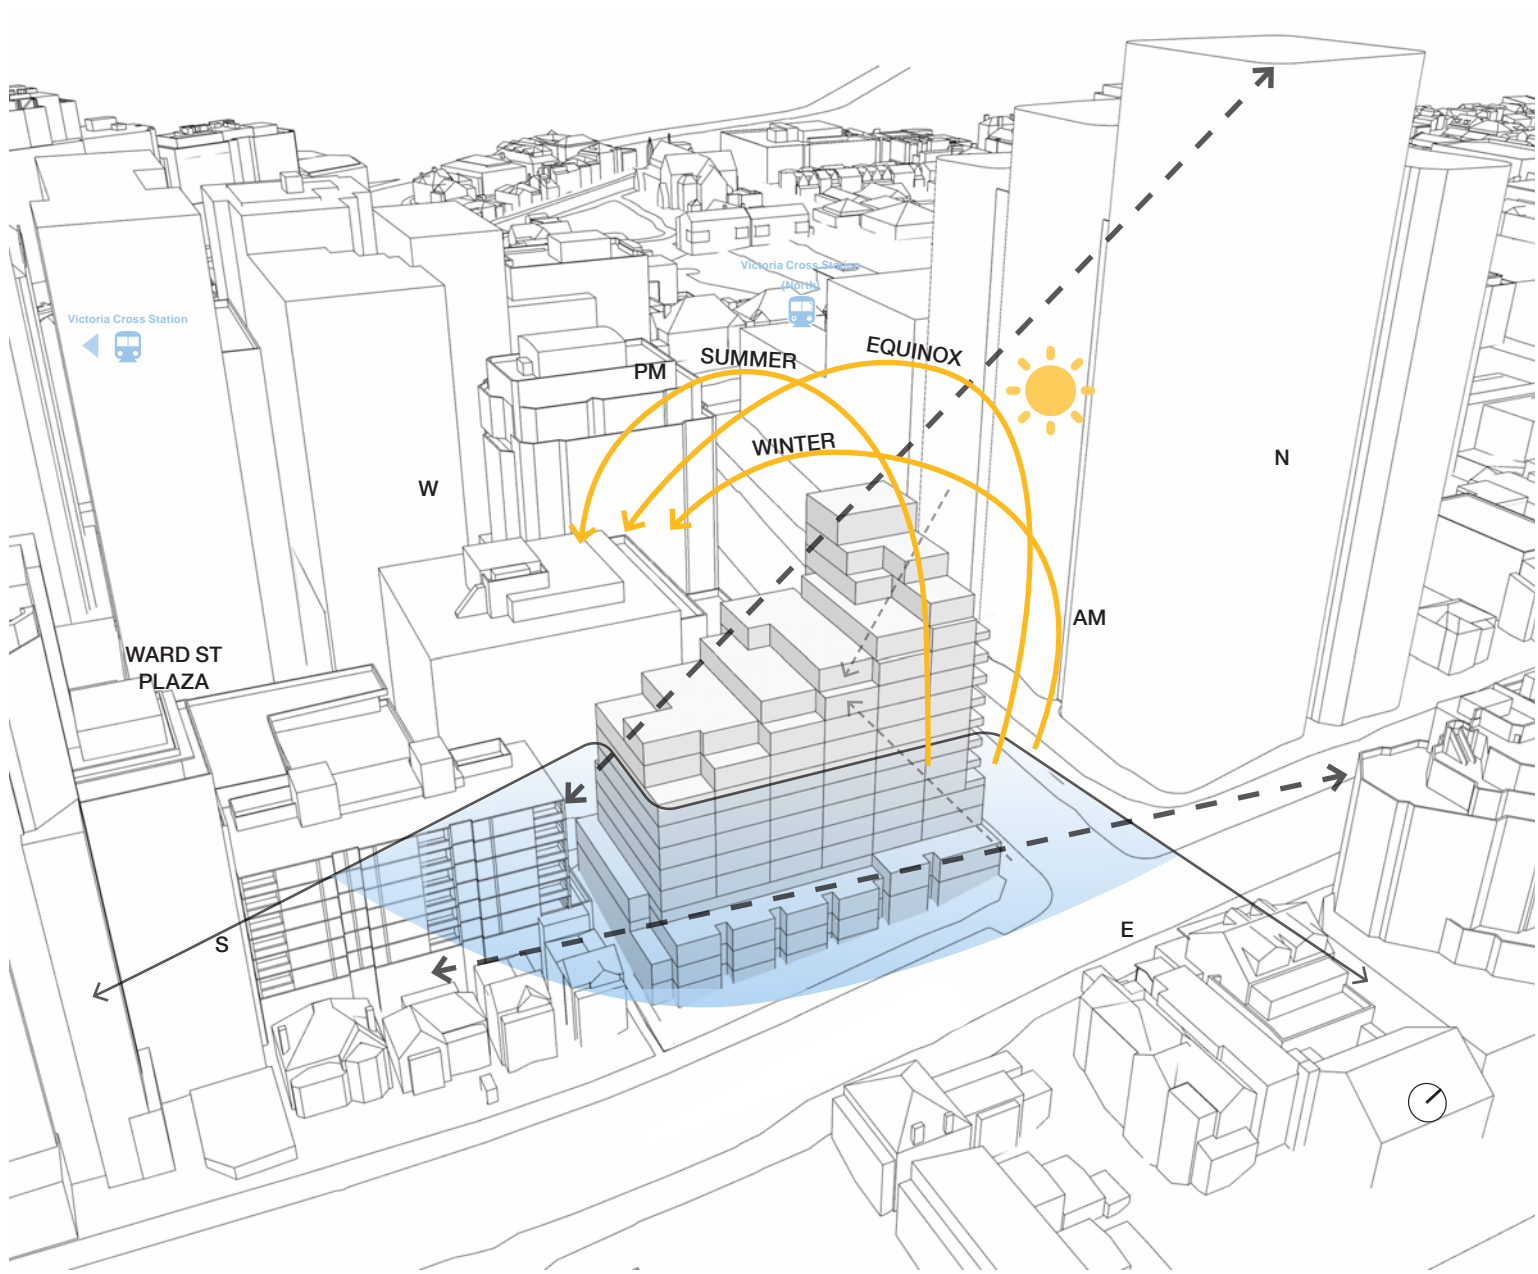 Victoria Cross Station
(North)
Victoria Cross Station
SUMMER
EQUINOX
PM
WINTER
N
W
AM
WARD ST
PLAZA
S
E